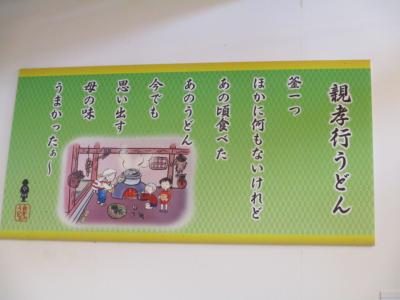 親孝行うどん
釜一つ
ほかに何もないけれど
あの頃食べた
あのうどん
今でも
思い出す
母の味
うまかったぁ〜